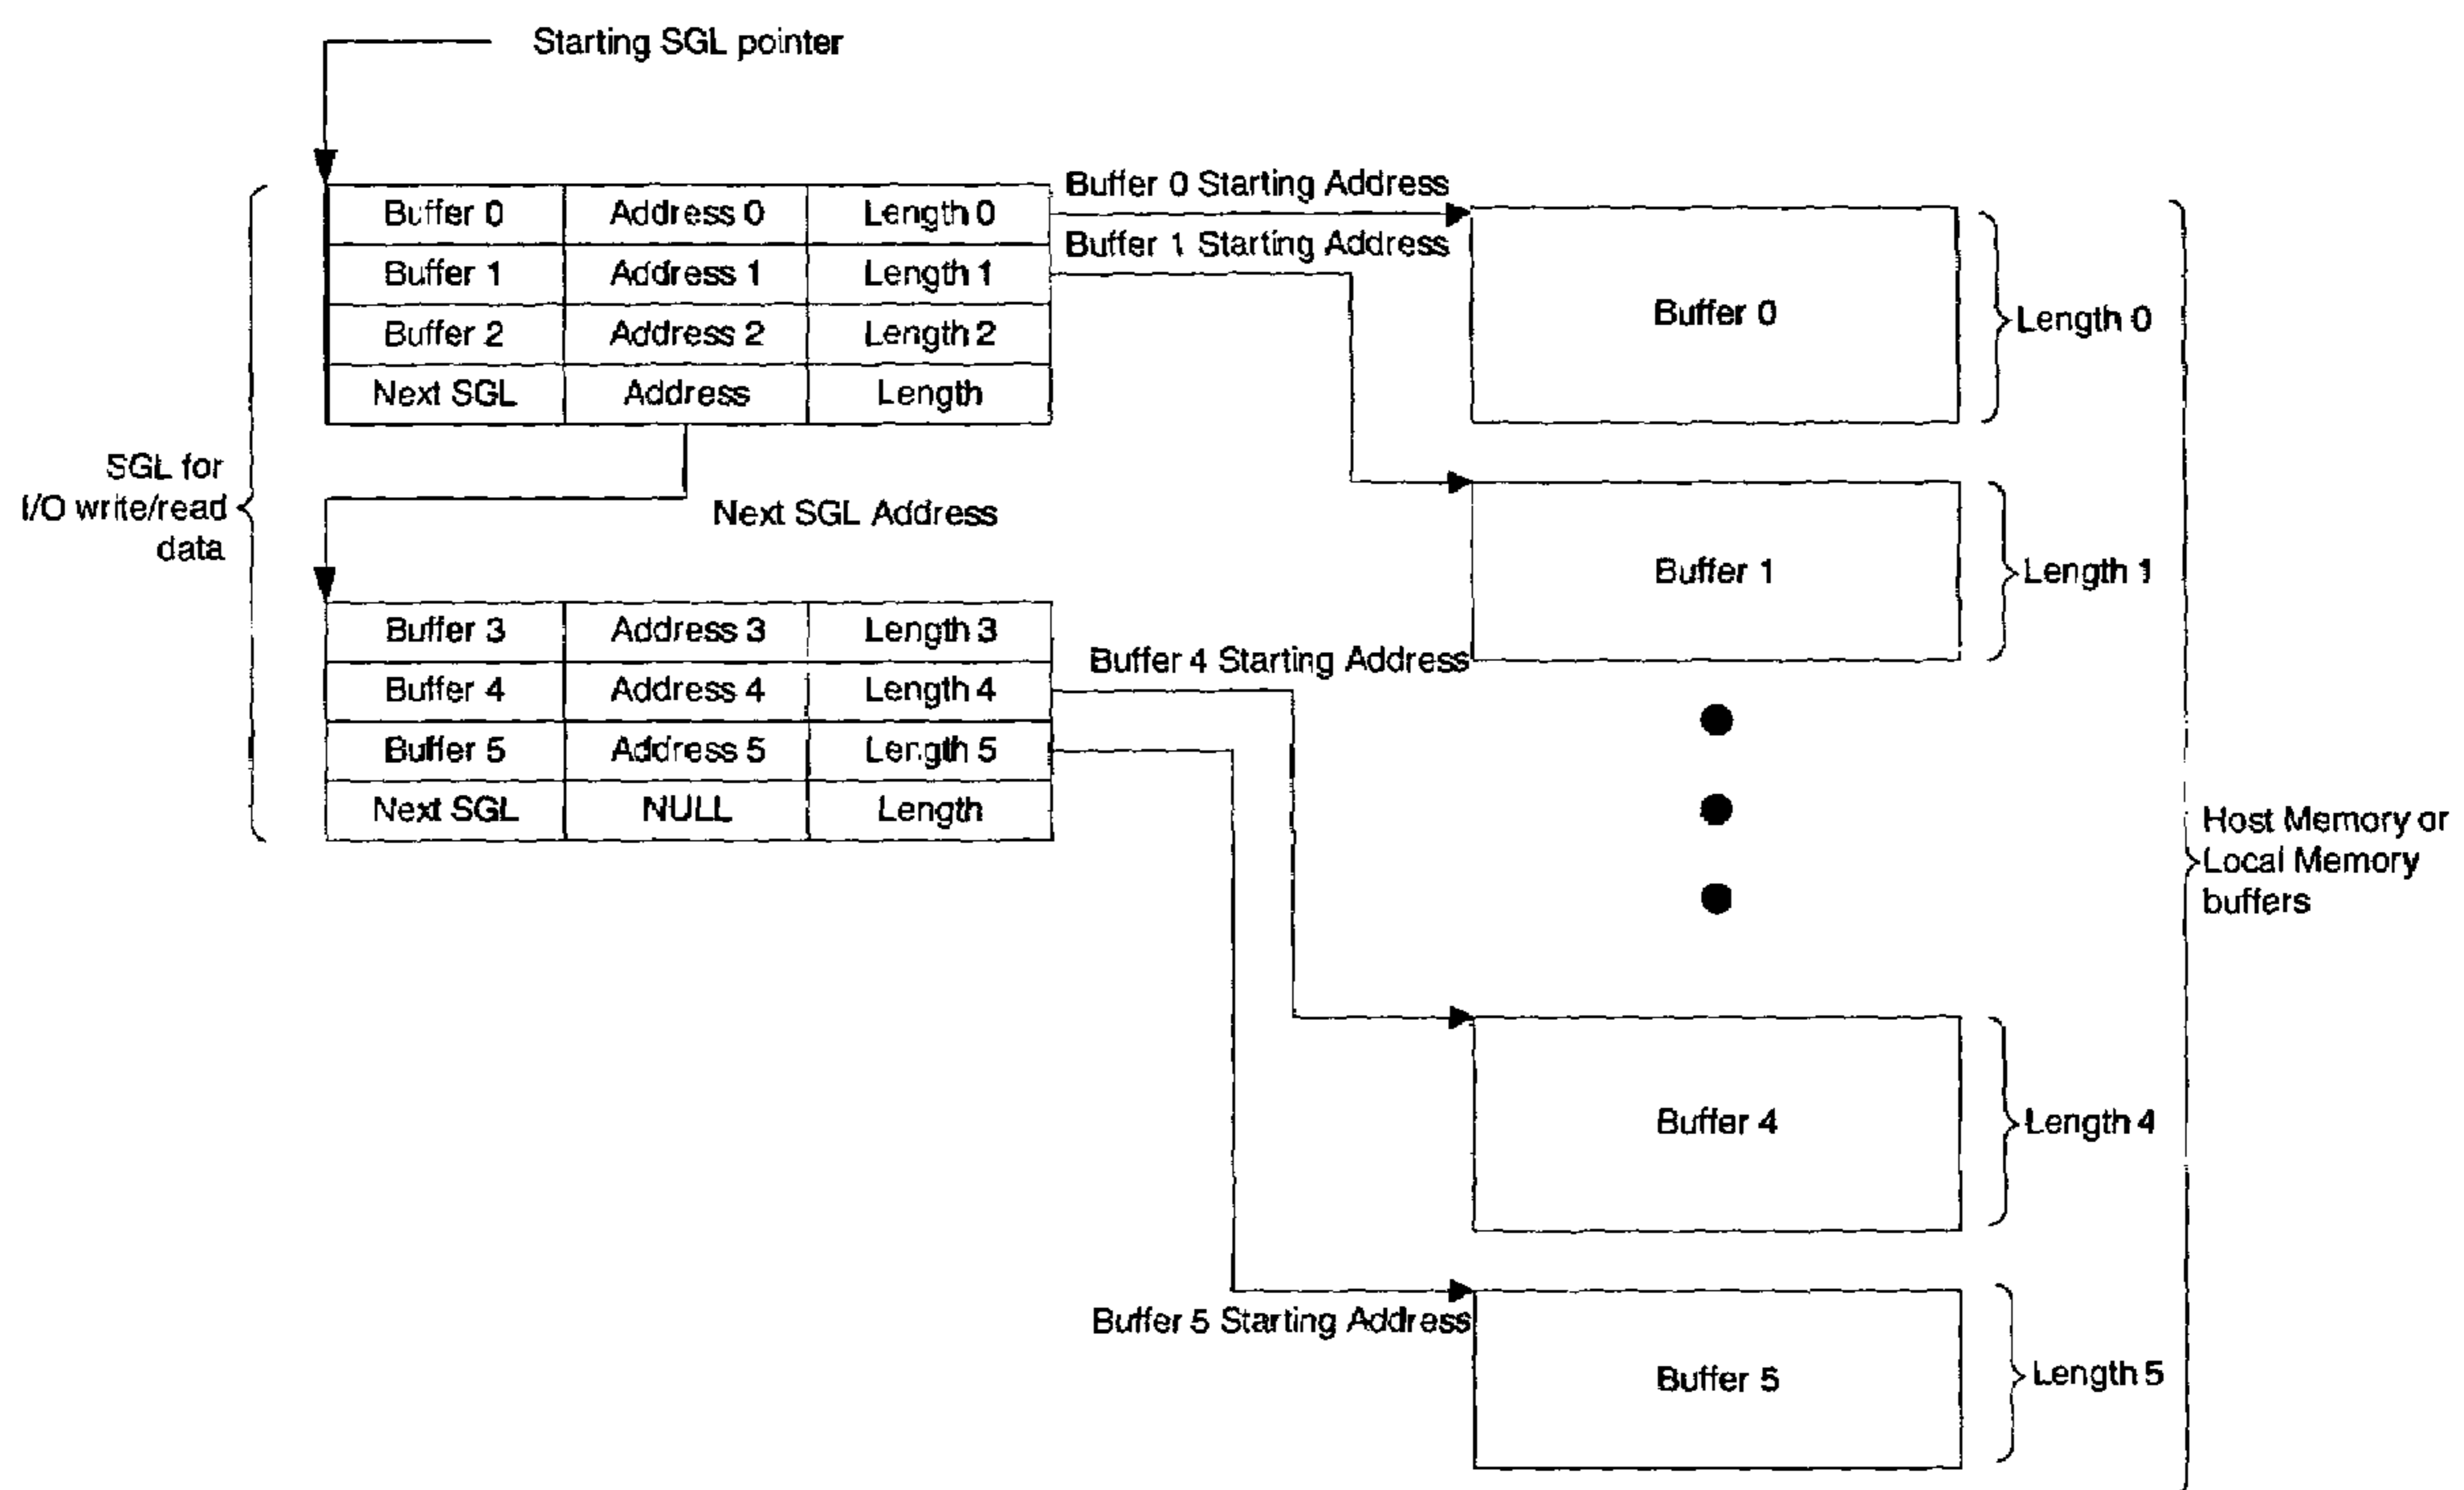 Starting SGL pointer
Buffer 0 Address 0 Length 0
Buffer 1 Address 1 Length 1
Buffer 2 Address 2 Length 2
Next SGL Address Length
Buffer 0 Starting Address
Buffer 1 Starting Address
Buffer 0
Length 0
SGL for
I/O write/read
data
Next SGL Address
Buffer 1
Length 1
Buffer 3 Address 3 Length 3
Buffer 4 Address 4 Length 4
Buffer 5 Address 5 Length 5
Next SGL NULL Length
Buffer 4 Starting Address
Host Memory or
Local Memory
buffers
Buffer 4
Length 4
Buffer 5 Starting Address
Buffer 5
Length 5